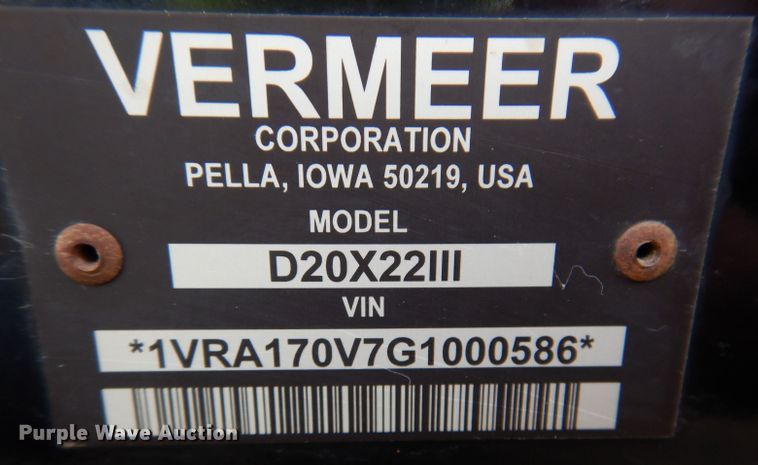 VERMEER
CORPORATION
PELLA, IOWA 50219, USA
MODEL
D20X22III
VIN
*1VRA170V7G1000586*
Purple Wave Auction